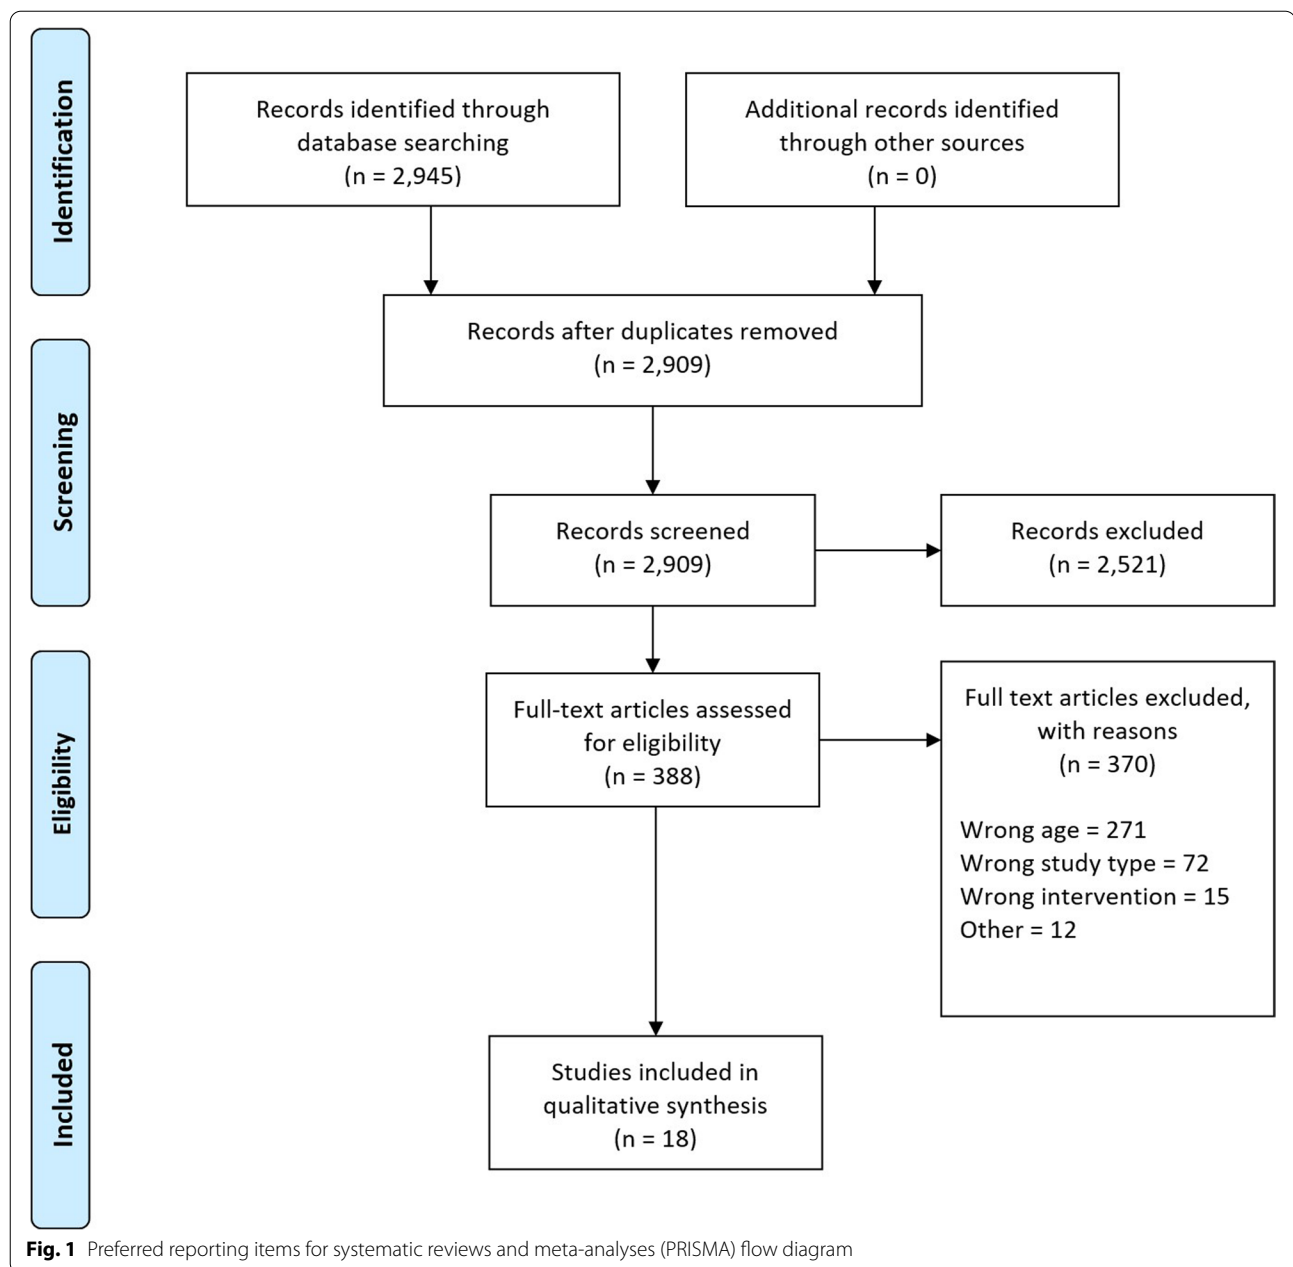 Identification
Records identified through
database searching
(n = 2,945)
Additional records identified
through other sources
(n = 0)
Records after duplicates removed
(n = 2,909)
Screening
Records screened
(n = 2,909)
Records excluded
(n = 2,521)
Eligibility
Full-text articles assessed
for eligibility
(n = 388)
Full text articles excluded,
with reasons
(n = 370)
Wrong age = 271
Wrong study type = 72
Wrong intervention = 15
Other = 12
Included
Studies included in
qualitative synthesis
(n = 18)
Fig. 1 Preferred reporting items for systematic reviews and meta-analyses (PRISMA) flow diagram